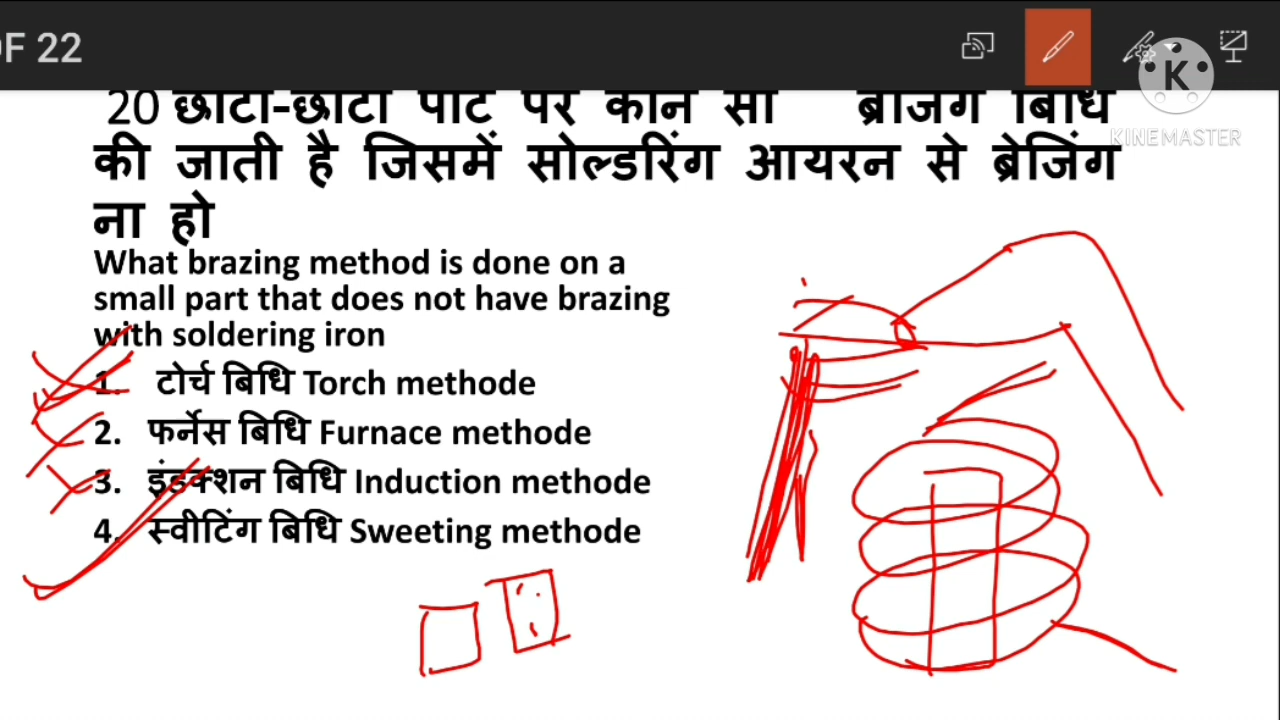 OF 22
K
KINEMASTER
20 छोटी-छोटी पार्ट पर कौन सी ब्रेजिंग बिधि
की जाती है जिसमें सोल्डरिंग आयरन से ब्रेजिंग
ना हो
What brazing method is done on a
small part that does not have brazing
with soldering iron
1. टोर्च बिधि Torch methode
2. फर्नेस बिधि Furnace methode
3. इंडक्शन बिधि Induction methode
4. स्वीटिंग बिधि Sweeting methode